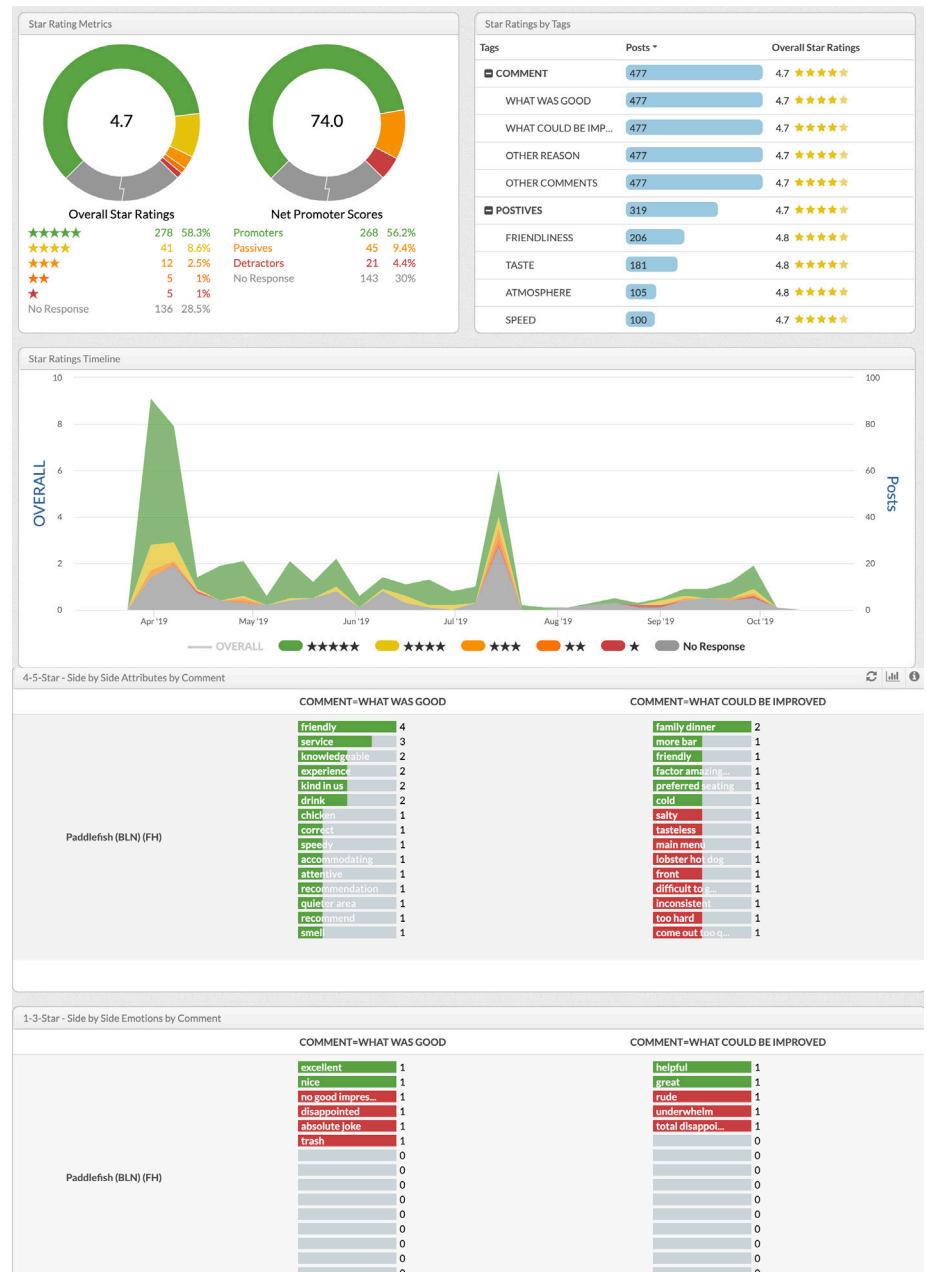 Star Rating Metrics
4.7
74.0
Overall Star Ratings
Net Promoter Scores
★★★★★ 278 58.3%
★★★★ 41 8.6%
★★★ 12 2.5%
★★ 5 1%
★ 5 1%
No Response 136 28.5%
Promoters 268 56.2%
Passives 45 9.4%
Detractors 21 4.4%
No Response 143 30%
Star Ratings by Tags
Tags Posts Overall Star Ratings
COMMENT 477 4.7
WHAT WAS GOOD 477 4.7
WHAT COULD BE IMP... 477 4.7
OTHER REASON 477 4.7
OTHER COMMENTS 477 4.7
POSTIVES 319 4.7
FRIENDLINESS 206 4.8
TASTE 181 4.8
ATMOSPHERE 105 4.8
SPEED 100 4.7
Star Ratings Timeline
10 100
8 80
6 60
4 40
2 20
0 0
OVERALL
Posts
Apr '19 May '19 Jun '19 Jul '19 Aug '19 Sep '19 Oct '19
OVERALL ★★★★★ ★★★★ ★★★ ★★ ★ No Response
4-5-Star - Side by Side Attributes by Comment
COMMENT=WHAT WAS GOOD COMMENT=WHAT COULD BE IMPROVED
Paddlefish (BLN) (FH)
friendly 4
service 3
knowledgeable 2
experience 2
kind in us 2
drink 2
chicken 1
correct 1
speedy 1
accommodating 1
attentive 1
recommendation 1
quieter area 1
recommend 1
smell 1
family dinner 2
more bar 1
friendly 1
factor amazing... 1
preferred seating 1
cold 1
salty 1
tasteless 1
main menu 1
lobster hot dog 1
front 1
difficult to g... 1
inconsistent 1
too hard 1
come out too q... 1
1-3-Star - Side by Side Emotions by Comment
COMMENT=WHAT WAS GOOD COMMENT=WHAT COULD BE IMPROVED
Paddlefish (BLN) (FH)
excellent 1
nice 1
no good impres... 1
disappointed 1
absolute joke 1
trash 1
0
0
0
0
0
0
0
0
helpful 1
great 1
rude 1
underwhelm 1
total disappoi... 1
0
0
0
0
0
0
0
0
0